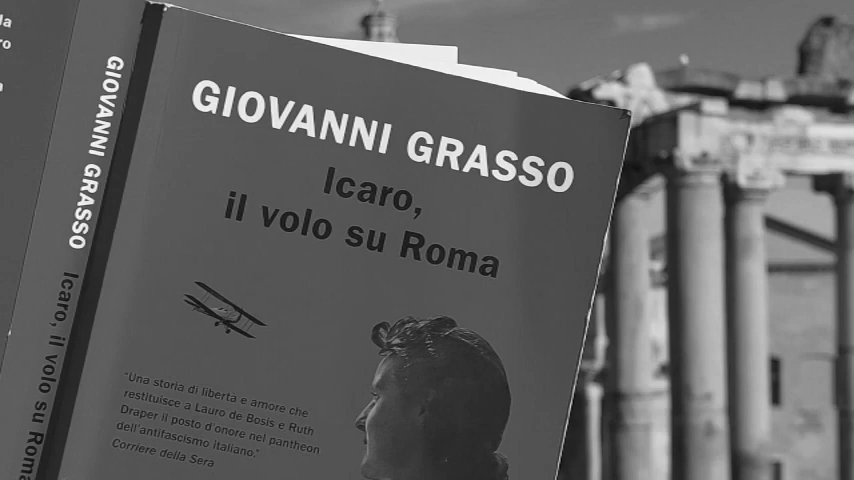 GIOVANNI GRASSO
Icaro,
il volo su Roma
"Una storia di libertà e amore che
restituisce a Lauro de Bosis e Ruth
Draper il posto d'onore nel pantheon
dell'antifascismo italiano."
Corriere della Sera
GIOVANNI GRASSO Icaro, il volo su Roma